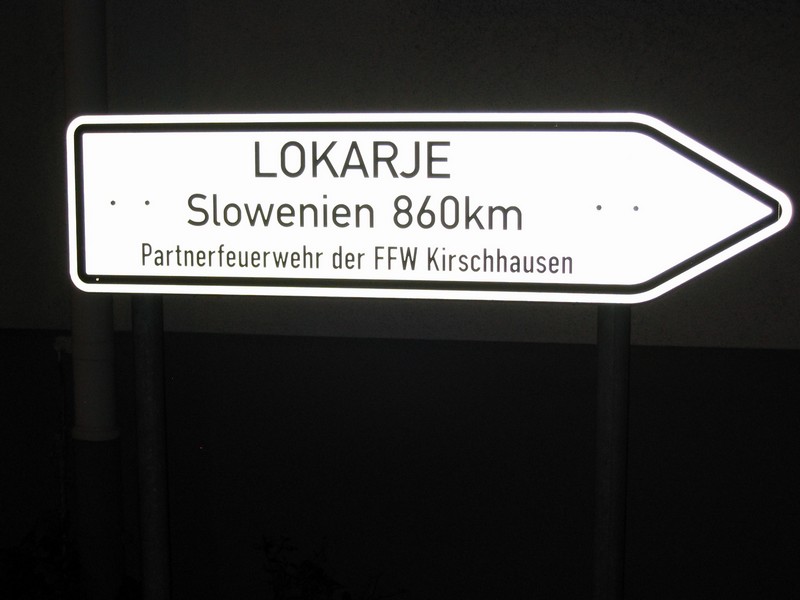 LOKARJE
Slowenien 860km
Partnerfeuerwehr der FFW Kirschhausen